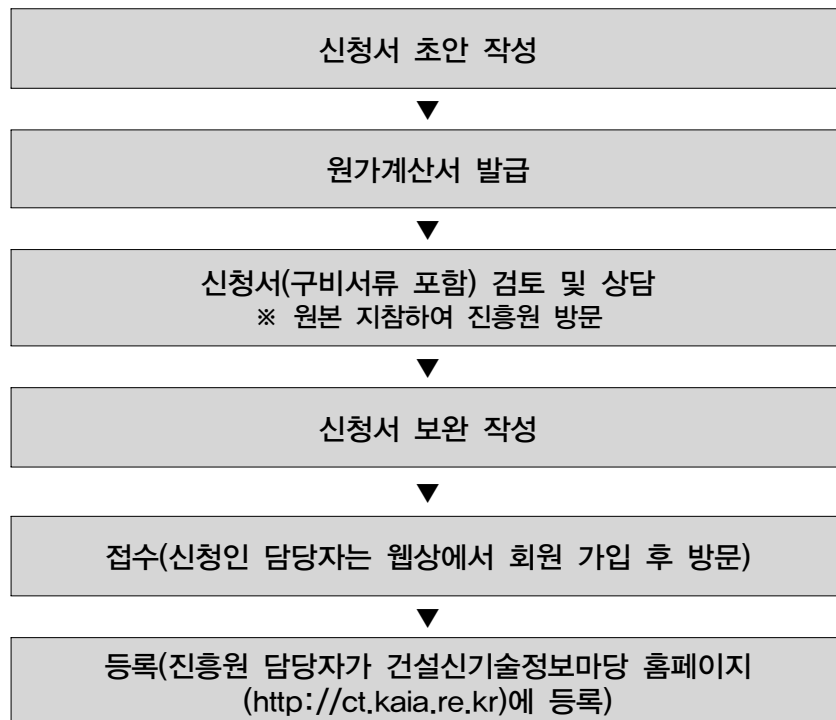 신청서 초안 작성
▼
원가계산서 발급
▼
신청서(구비서류 포함) 검토 및 상담
※ 원본 지참하여 진흥원 방문
▼
신청서 보완 작성
▼
접수(신청인 담당자는 웹상에서 회원 가입 후 방문)
▼
등록(진흥원 담당자가 건설신기술정보마당 홈페이지
(http://ct.kaia.re.kr)에 등록)